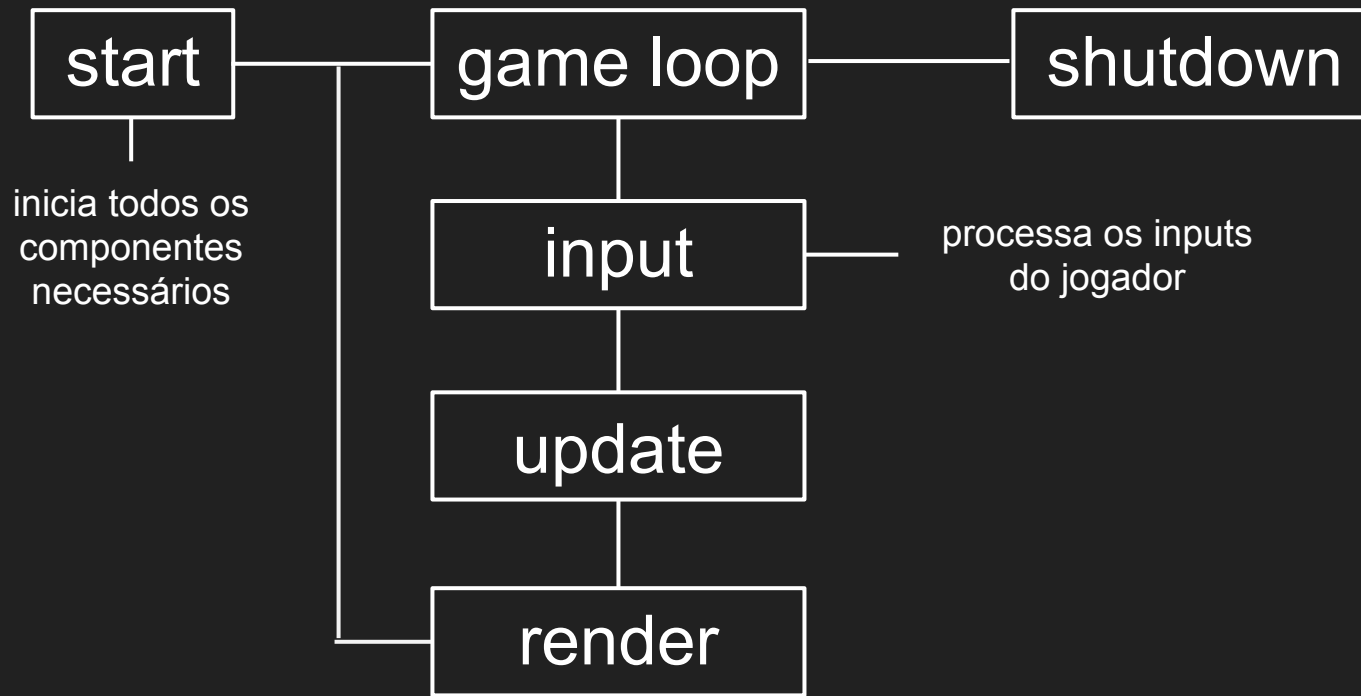 start
game loop
shutdown
inicia todos os
componentes
necessários
input
processa os inputs
do jogador
update
render